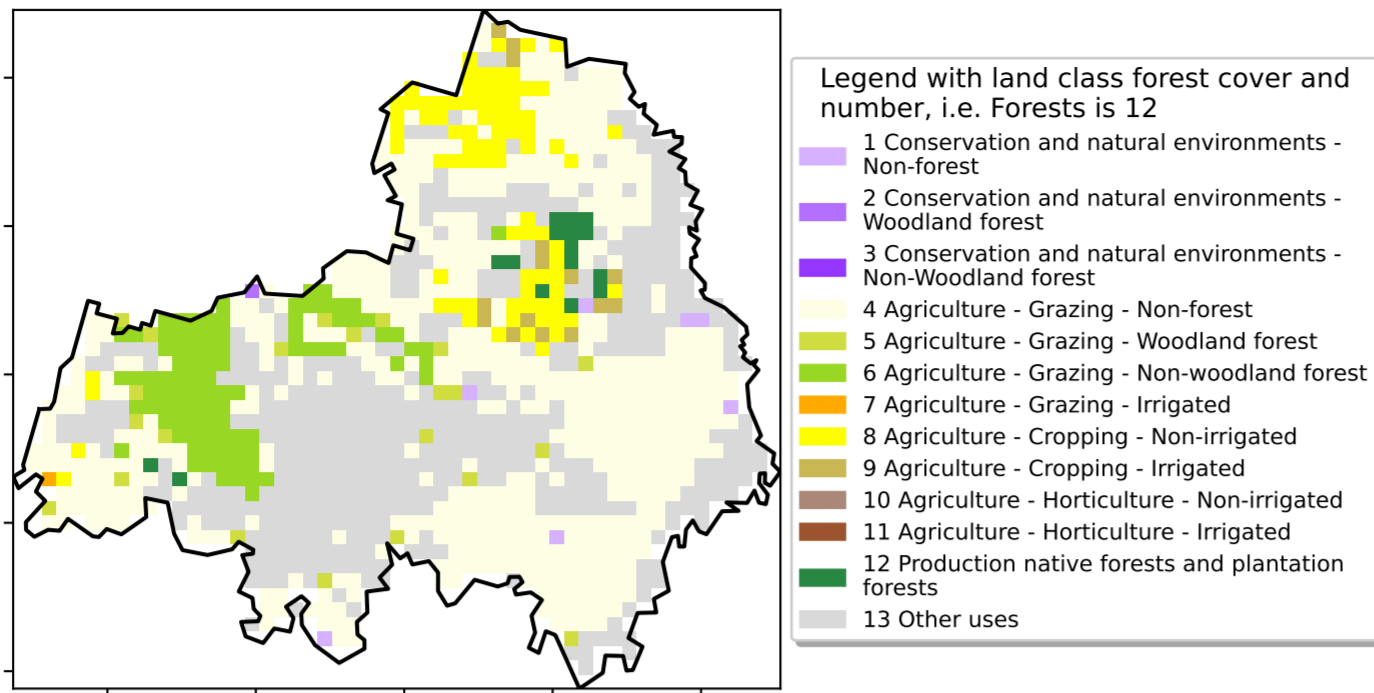 Legend with land class forest cover and
number, i.e. Forests is 12
1 Conservation and natural environments -
Non-forest
2 Conservation and natural environments -
Woodland forest
3 Conservation and natural environments -
Non-Woodland forest
4 Agriculture - Grazing - Non-forest
5 Agriculture - Grazing - Woodland forest
6 Agriculture - Grazing - Non-woodland forest
7 Agriculture - Grazing - Irrigated
8 Agriculture - Cropping - Non-irrigated
9 Agriculture - Cropping - Irrigated
10 Agriculture - Horticulture - Non-irrigated
11 Agriculture - Horticulture - Irrigated
12 Production native forests and plantation
forests
13 Other uses